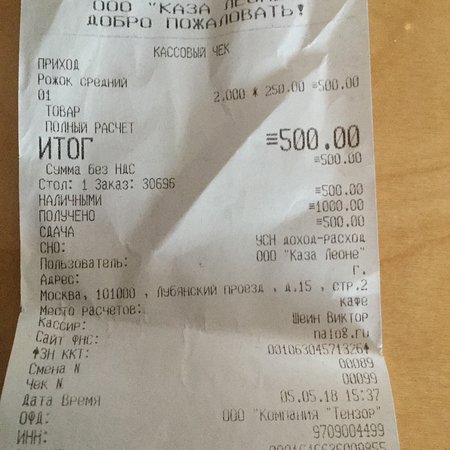 ООО "КАЗА ЛЕОНЕ"
ДОБРО ПОЖАЛОВАТЬ!
КАССОВЫЙ ЧЕК
ПРИХОД
Рожок средний
01 2.000 * 250.00 =500.00
ТОВАР
ПОЛНЫЙ РАСЧЕТ
ИТОГ =500.00
Сумма без НДС =500.00
Стол: 1 Заказ: 30696
НАЛИЧНЫМИ =500.00
ПОЛУЧЕНО =1000.00
СДАЧА =500.00
СНО: УСН доход-расход
Пользователь: ООО "Каза Леоне"
Адрес: г.
Москва, 101000 , Лубянский проезд , д.15 , стр.2
Место расчетов: кафе
Кассир: Шеин Виктор
Сайт ФНС: nalog.ru
ЗН ККТ: 00106304571326
Смена N 00089
Чек N 00099
Дата Время 05.05.18 15:37
ОФД: ООО "Компания "Тензор"
ИНН: 9709004499